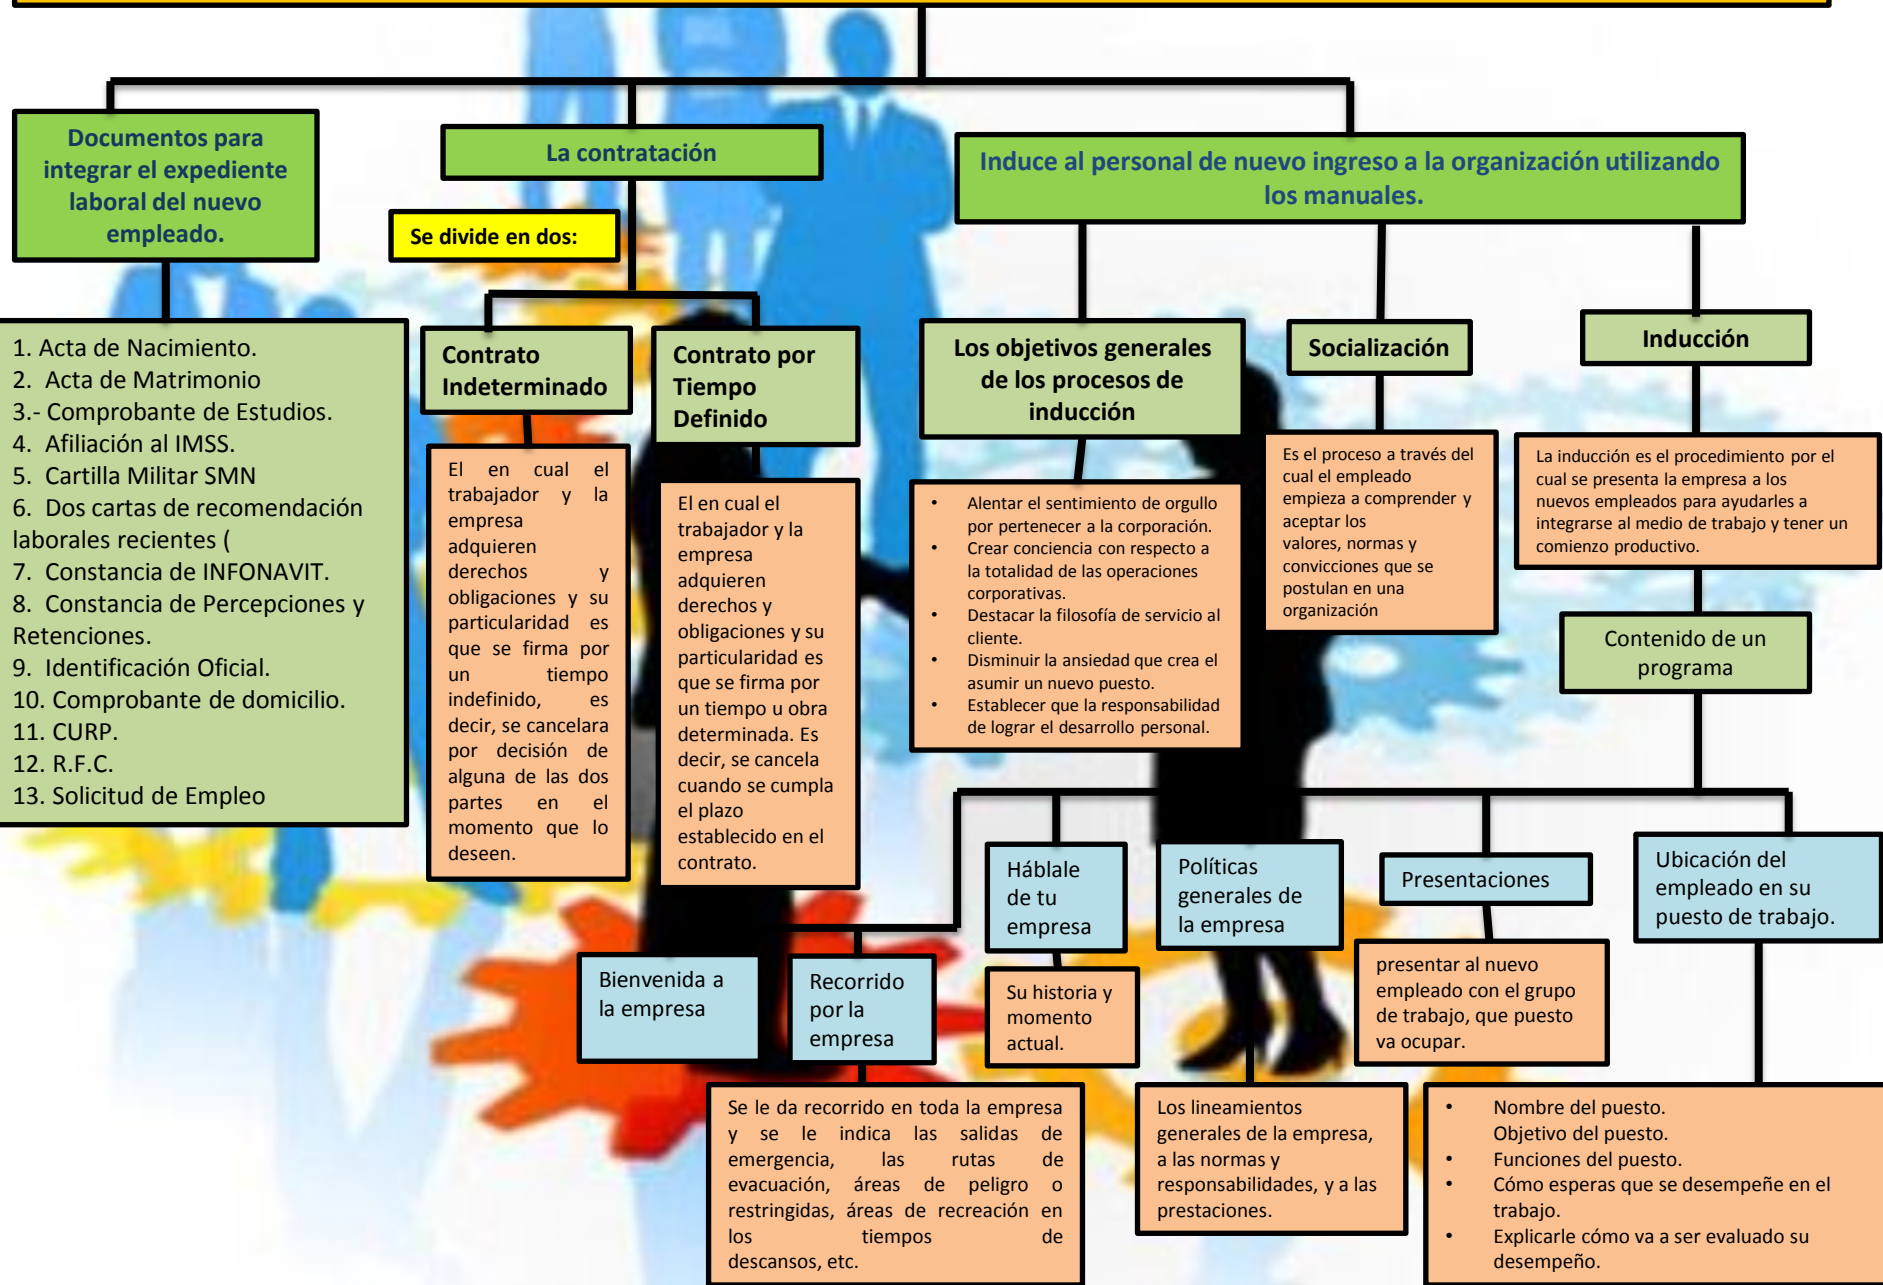 Documentos para
integrar el expediente
laboral del nuevo
empleado.
La contratación
Induce al personal de nuevo ingreso a la organización utilizando
los manuales.
Se divide en dos:
1. Acta de Nacimiento.
2. Acta de Matrimonio
3.- Comprobante de Estudios.
4. Afiliación al IMSS.
5. Cartilla Militar SMN
6. Dos cartas de recomendación
laborales recientes (
7. Constancia de INFONAVIT.
8. Constancia de Percepciones y
Retenciones.
9. Identificación Oficial.
10. Comprobante de domicilio.
11. CURP.
12. R.F.C.
13. Solicitud de Empleo
Contrato
Indeterminado
El en cual el
trabajador y la
empresa
adquieren
derechos y
obligaciones y su
particularidad es
que se firma por
un tiempo
indefinido, es
decir, se cancelara
por decisión de
alguna de las dos
partes en el
momento que lo
deseen.
Contrato por
Tiempo
Definido
El en cual el
trabajador y la
empresa
adquieren
derechos y
obligaciones y su
particularidad es
que se firma por
un tiempo u obra
determinada. Es
decir, se cancela
cuando se cumpla
el plazo
establecido en el
contrato.
Los objetivos generales
de los procesos de
inducción
• Alentar el sentimiento de orgullo
por pertenecer a la corporación.
• Crear conciencia con respecto a
la totalidad de las operaciones
corporativas.
• Destacar la filosofía de servicio al
cliente.
• Disminuir la ansiedad que crea el
asumir un nuevo puesto.
• Establecer que la responsabilidad
de lograr el desarrollo personal.
Socialización
Es el proceso a través del
cual el empleado
empieza a comprender y
aceptar los
valores, normas y
convicciones que se
postulan en una
organización
Inducción
La inducción es el procedimiento por el
cual se presenta la empresa a los
nuevos empleados para ayudarles a
integrarse al medio de trabajo y tener un
comienzo productivo.
Contenido de un
programa
Bienvenida a
la empresa
Recorrido
por la
empresa
Se le da recorrido en toda la empresa
y se le indica las salidas de
emergencia, las rutas de
evacuación, áreas de peligro o
restringidas, áreas de recreación en
los tiempos de
descansos, etc.
Háblale
de tu
empresa
Su historia y
momento
actual.
Políticas
generales de
la empresa
Los lineamientos
generales de la empresa,
a las normas y
responsabilidades, y a las
prestaciones.
Presentaciones
presentar al nuevo
empleado con el grupo
de trabajo, que puesto
va ocupar.
Ubicación del
empleado en su
puesto de trabajo.
• Nombre del puesto.
Objetivo del puesto.
• Funciones del puesto.
• Cómo esperas que se desempeñe en el
trabajo.
• Explicarle cómo va a ser evaluado su
desempeño.